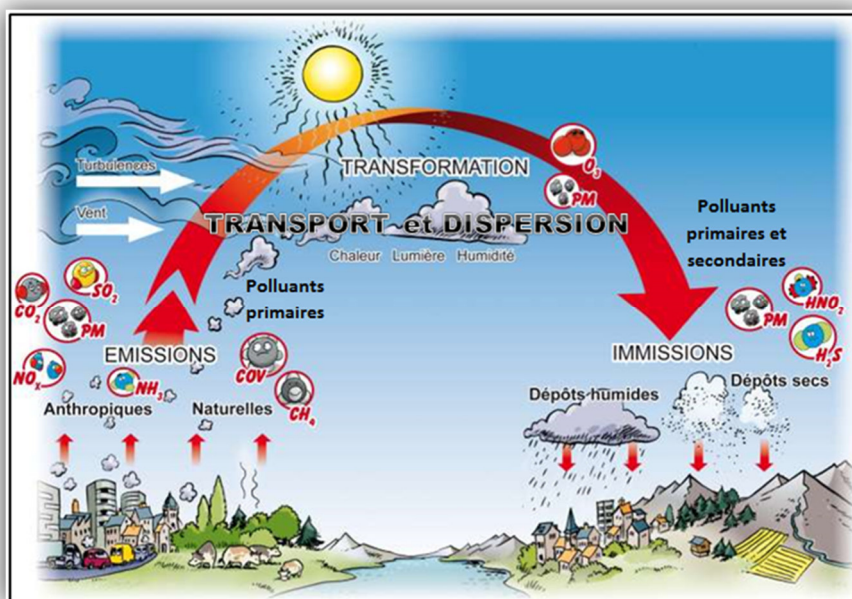 Turbulences
Vent
TRANSFORMATION
TRANSPORT et DISPERSION
Chaleur Lumière Humidité
O₃
PM
Polluants
primaires et
secondaires
Polluants
primaires
CO₂
SO₂
PM
NOₓ
NH₃
COV
CH₄
EMISSIONS
Anthropiques
Naturelles
HNO₂
PM
H₂S
IMMISSIONS
Dépôts humides
Dépôts secs